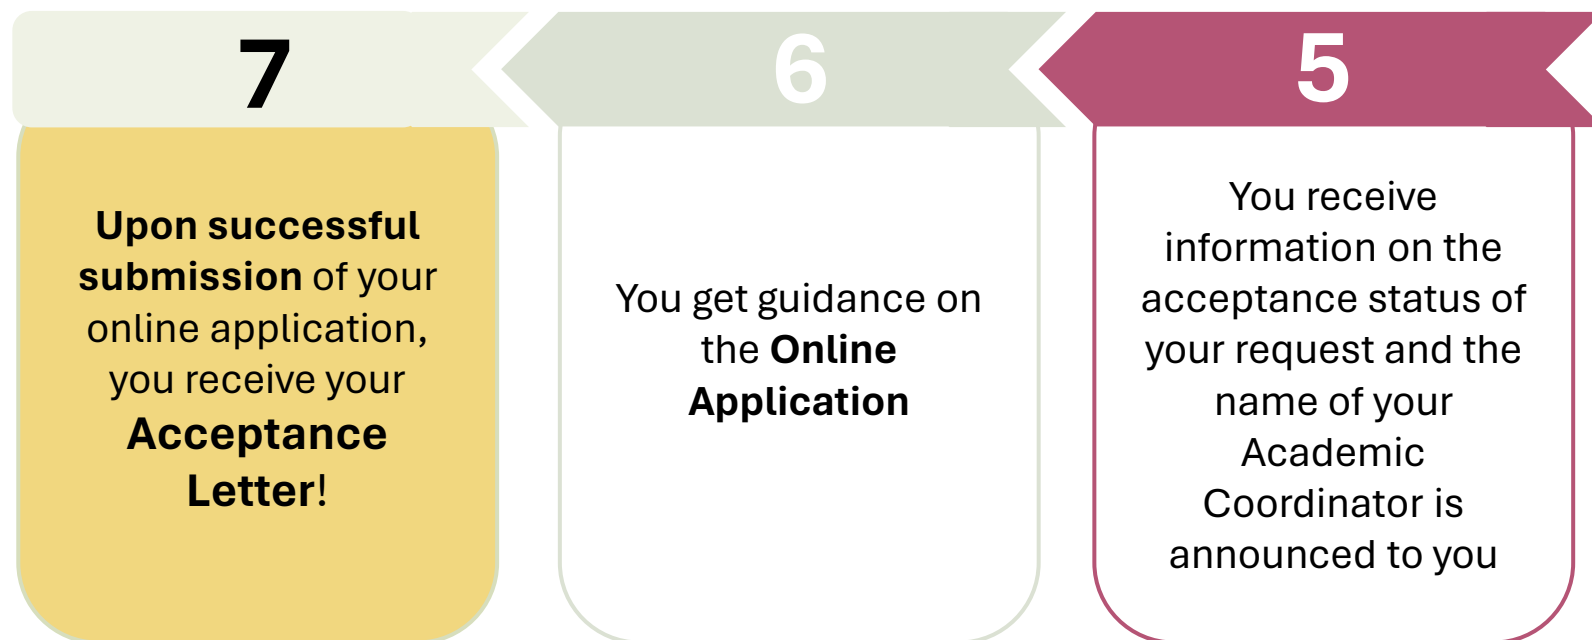 7
Upon successful
submission of your
online application,
you receive your
Acceptance
Letter!
6
You get guidance on
the Online
Application
5
You receive
information on the
acceptance status of
your request and the
name of your
Academic
Coordinator is
announced to you